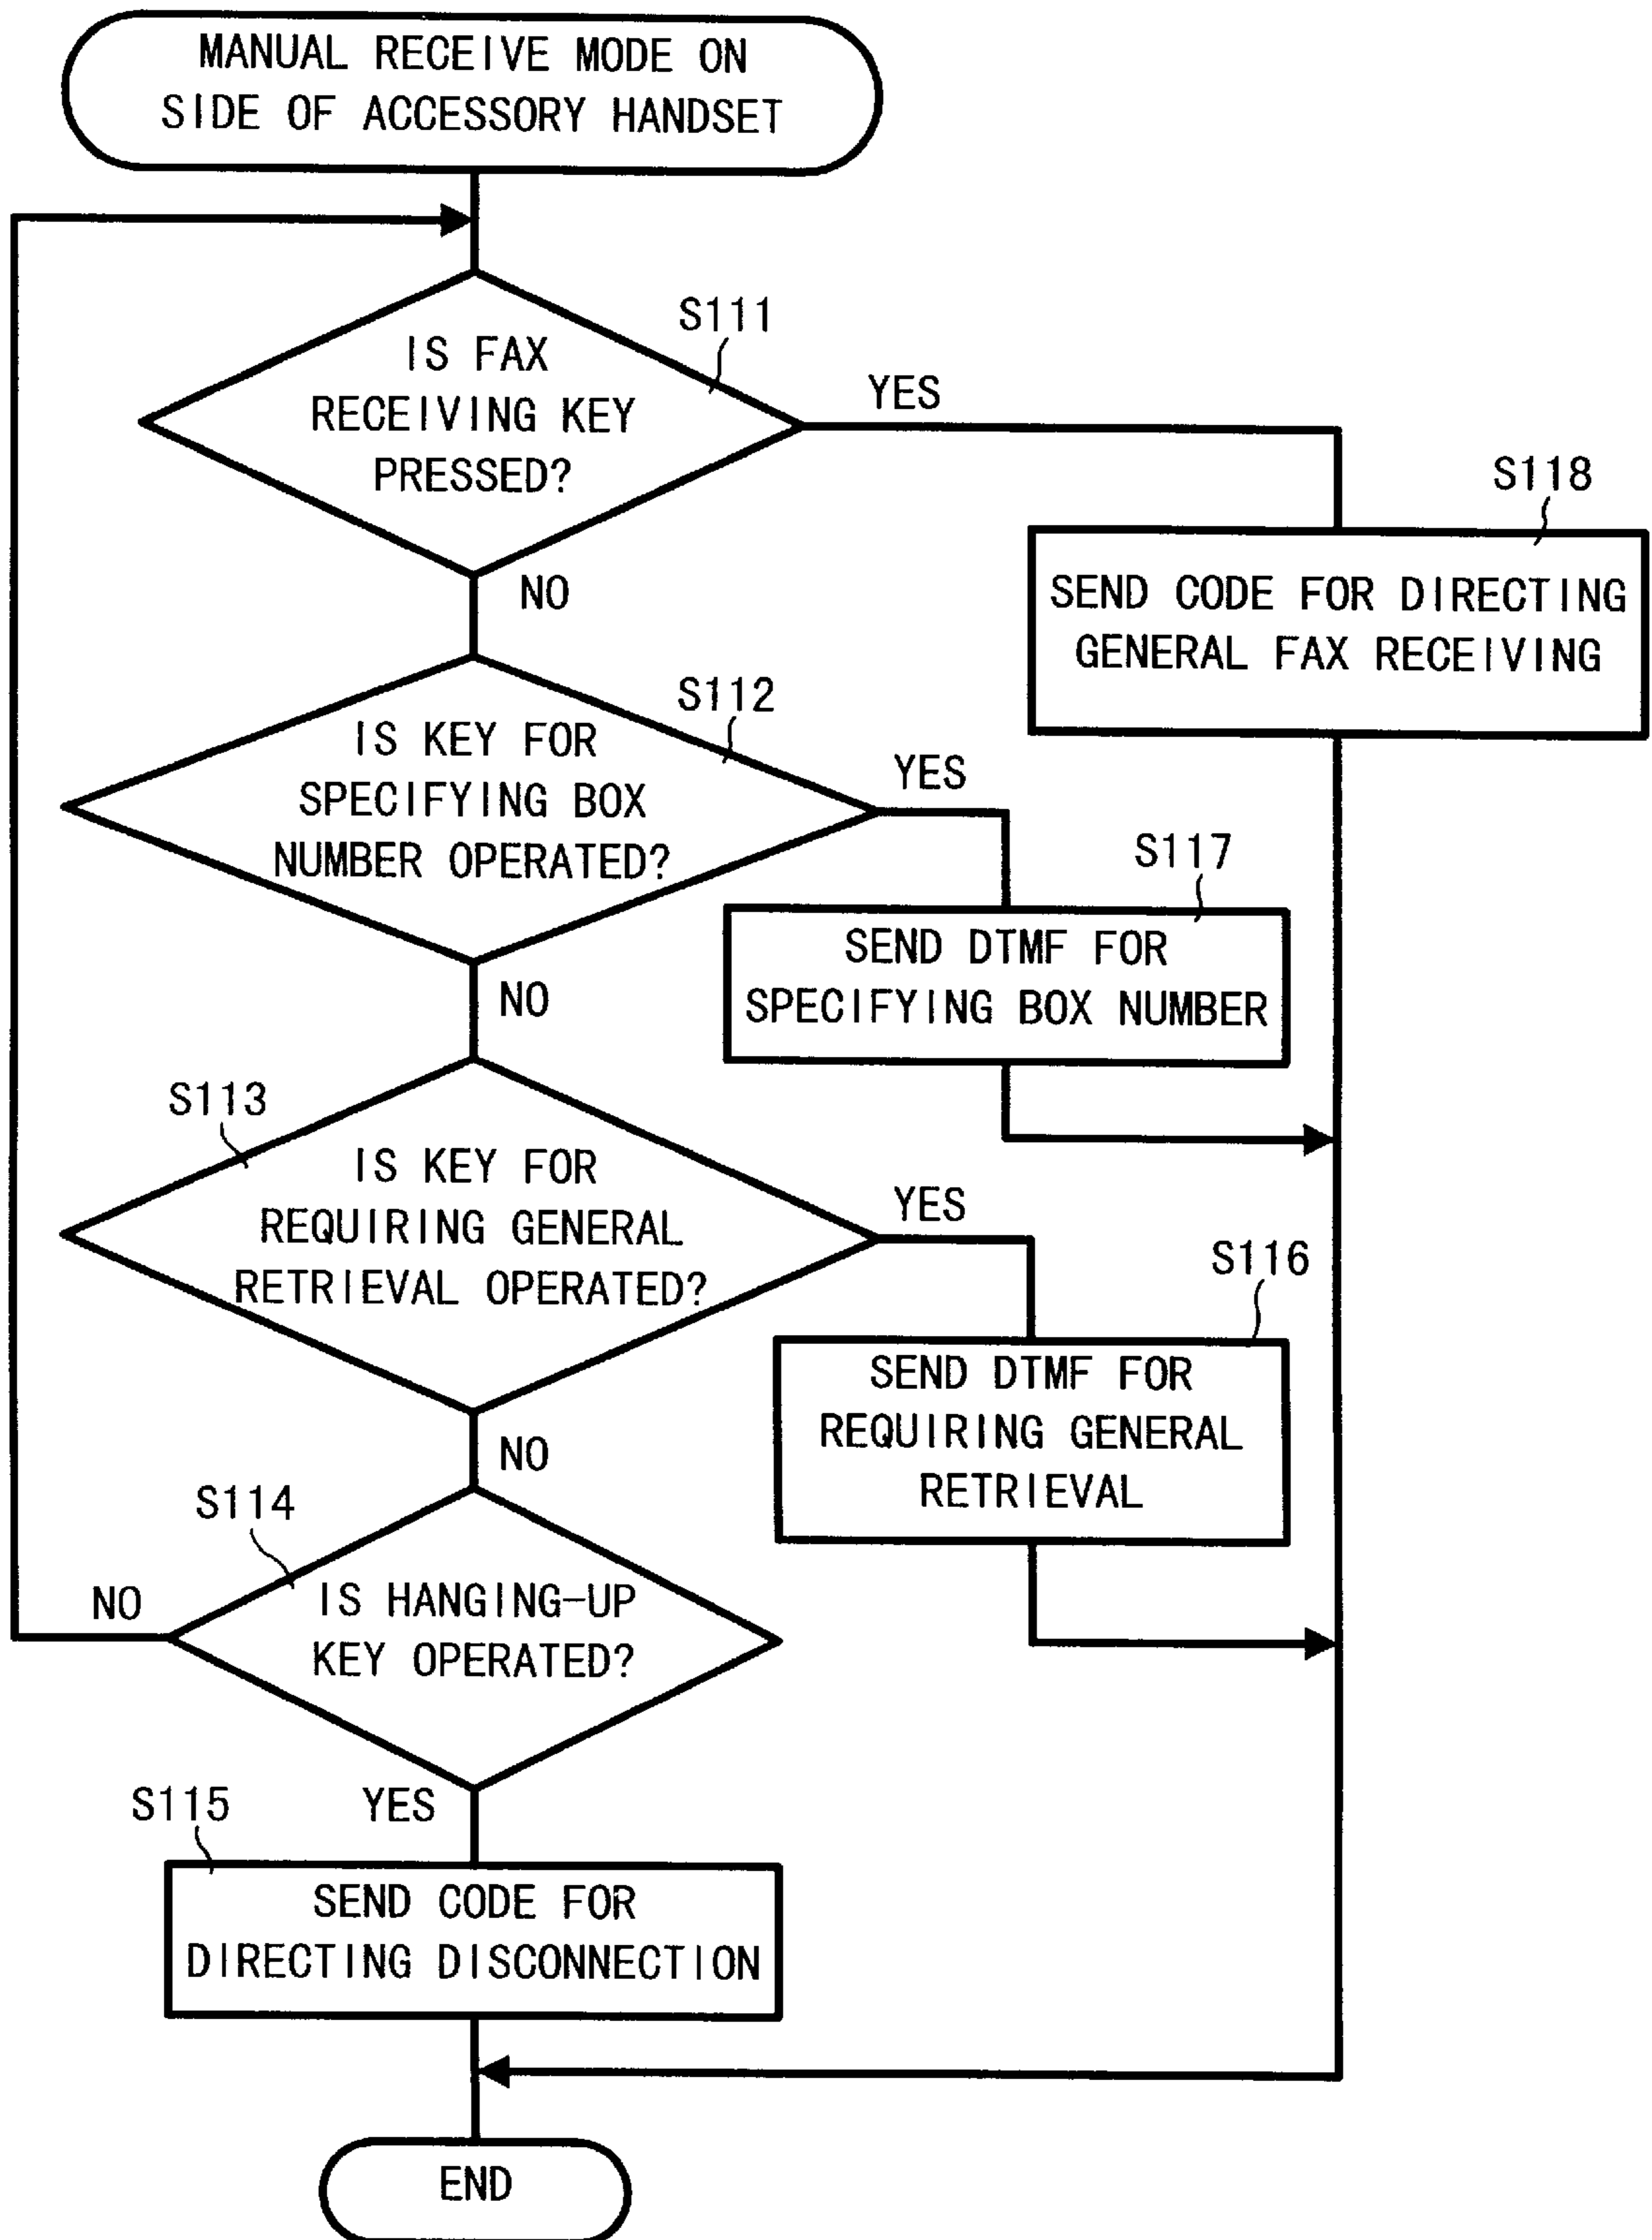 MANUAL RECEIVE MODE ON
SIDE OF ACCESSORY HANDSET
S111
IS FAX
RECEIVING KEY
PRESSED?
YES
NO
S118
SEND CODE FOR DIRECTING
GENERAL FAX RECEIVING
S112
IS KEY FOR
SPECIFYING BOX
NUMBER OPERATED?
YES
NO
S117
SEND DTMF FOR
SPECIFYING BOX NUMBER
S113
IS KEY FOR
REQUIRING GENERAL
RETRIEVAL OPERATED?
YES
NO
S116
SEND DTMF FOR
REQUIRING GENERAL
RETRIEVAL
S114
IS HANGING-UP
KEY OPERATED?
NO
YES
S115
SEND CODE FOR
DIRECTING DISCONNECTION
END